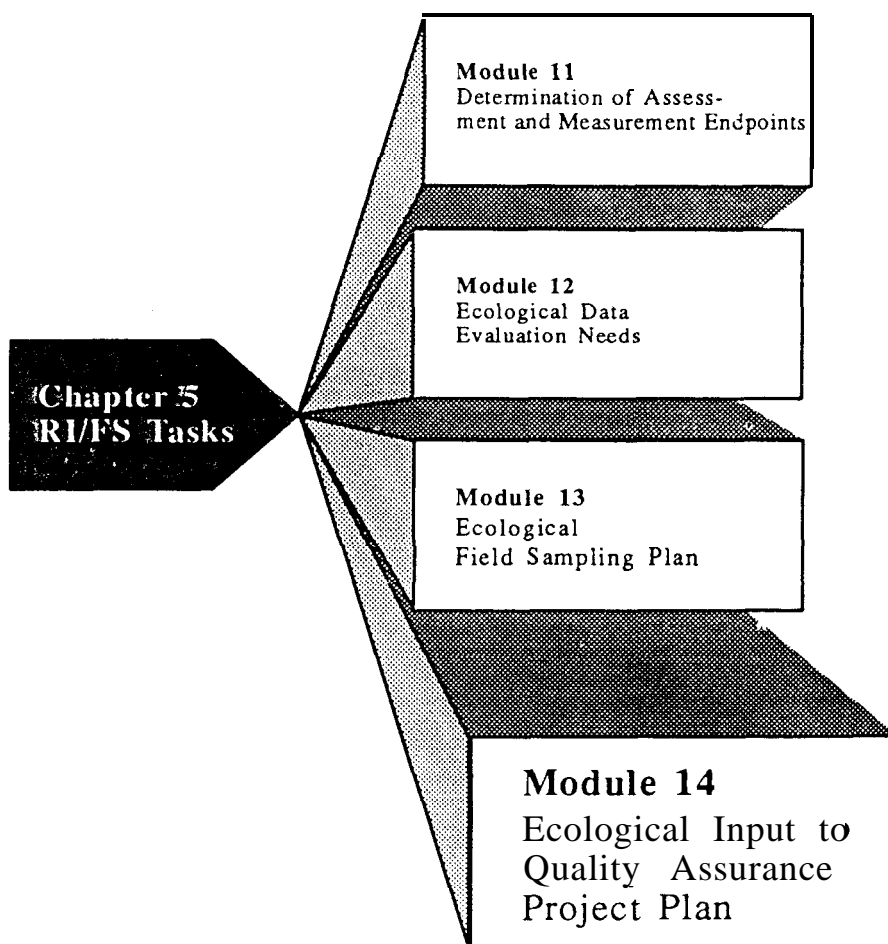 Module 11
Determination of Assess-
ment and Measurement Endpoints
Module 12
Ecological Data
Evaluation Needs
Chapter 5
RI/FS Tasks
Module 13
Ecological
Field Sampling Plan
Module 14
Ecological Input to
Quality Assurance
Project Plan